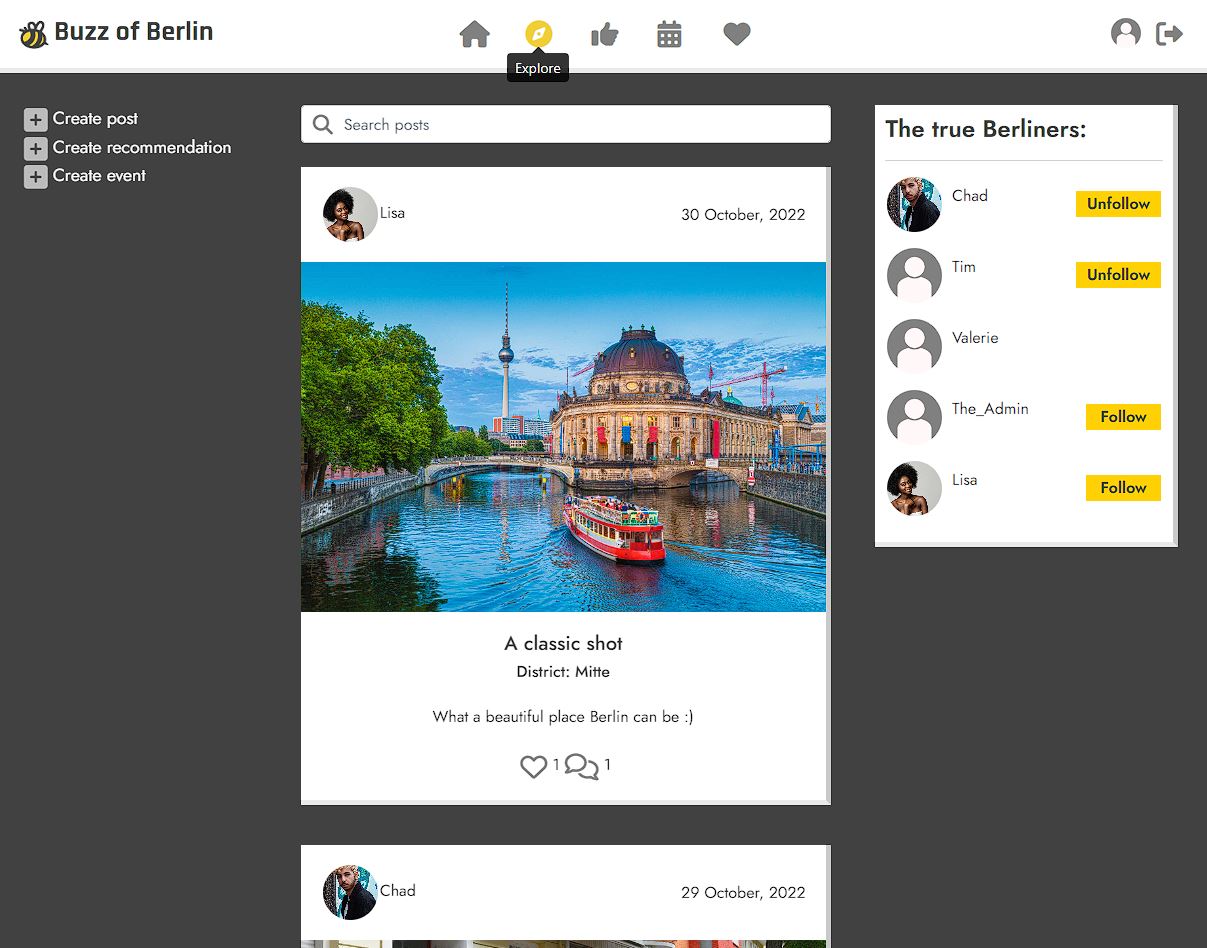 Buzz of Berlin
Explore
Create post
Create recommendation
Create event
Search posts
Lisa
30 October, 2022
A classic shot
District: Mitte
What a beautiful place Berlin can be :)
1 1
Chad
29 October, 2022
The true Berliners:
Chad
Unfollow
Tim
Unfollow
Valerie
The_Admin
Follow
Lisa
Follow